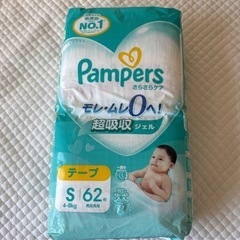 No.1
Pampers
さらさらケア
モレ・ムレ0へ!
超吸収ジェル
テープ
S 62枚
4-8kg